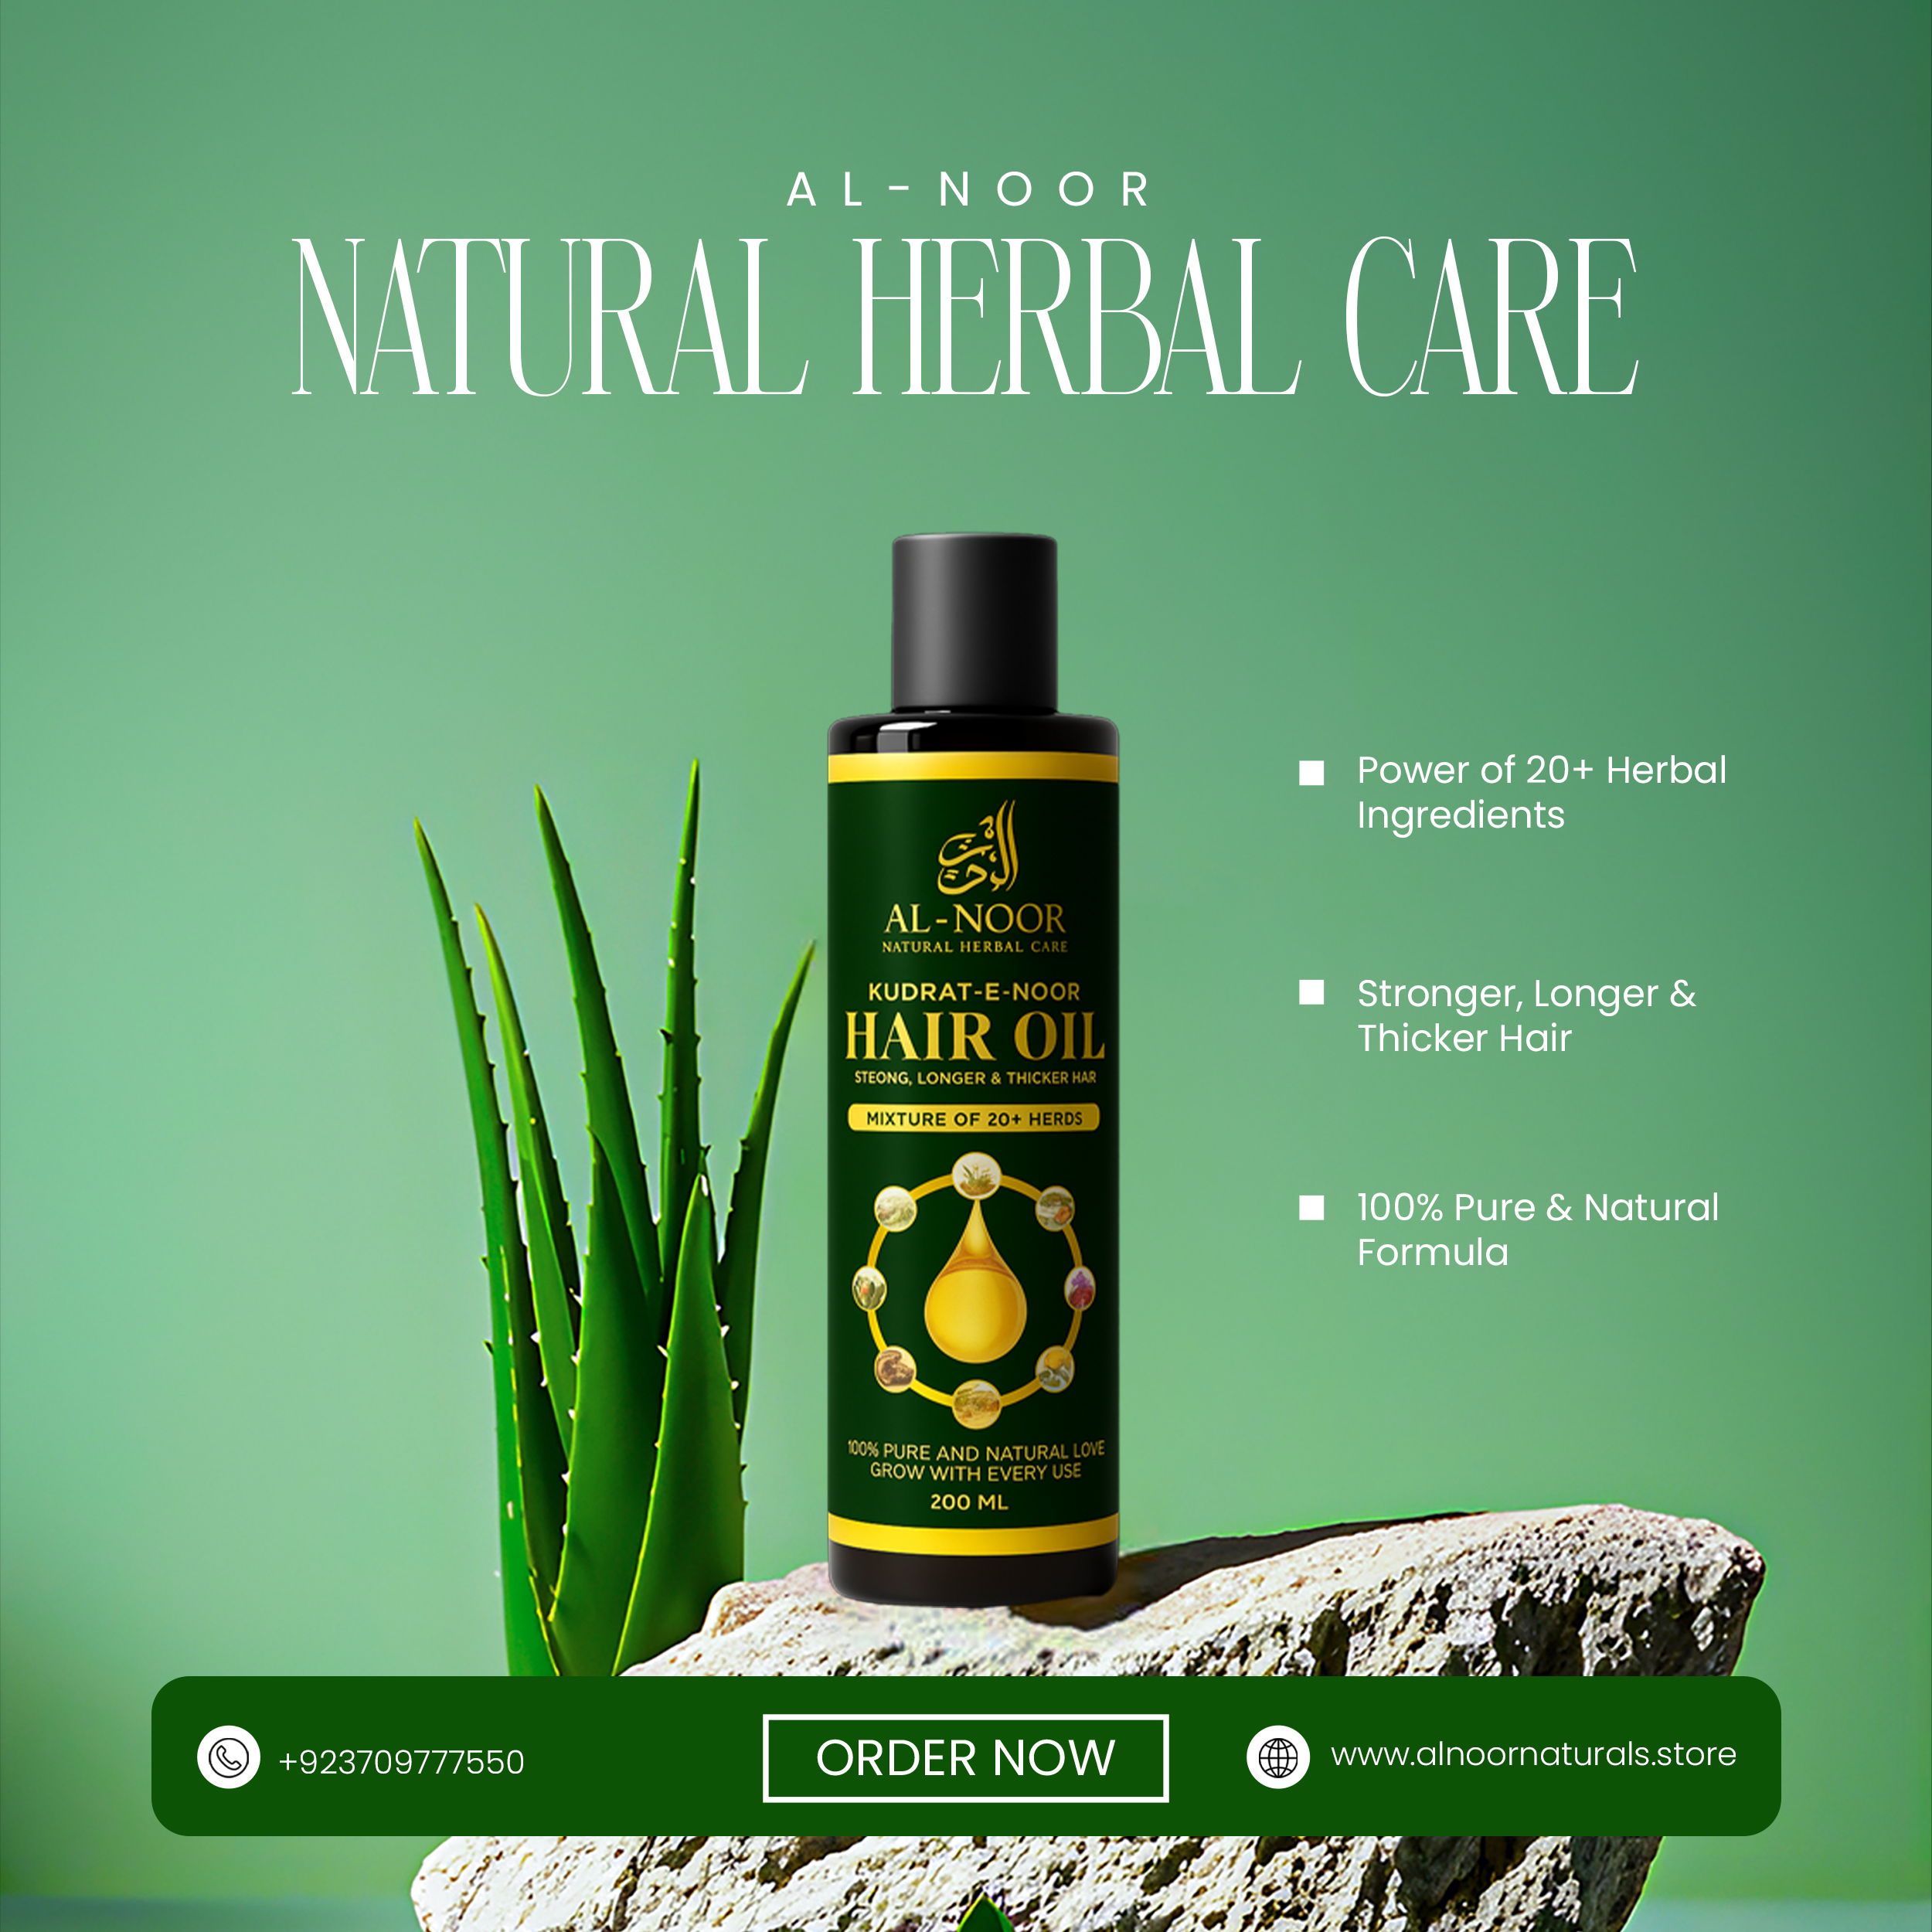 AL-NOOR
NATURAL HERBAL CARE
AL-NOOR
NATURAL HERBAL CARE
KUDRAT-E-NOOR
HAIR OIL
STEONG, LONGER & THICKER HAR
MIXTURE OF 20+ HERDS
100% PURE AND NATURAL LOVE
GROW WITH EVERY USE
200 ML
Power of 20+ Herbal
Ingredients
Stronger, Longer &
Thicker Hair
100% Pure & Natural
Formula
+923709777550
ORDER NOW
www.alnoornaturals.store